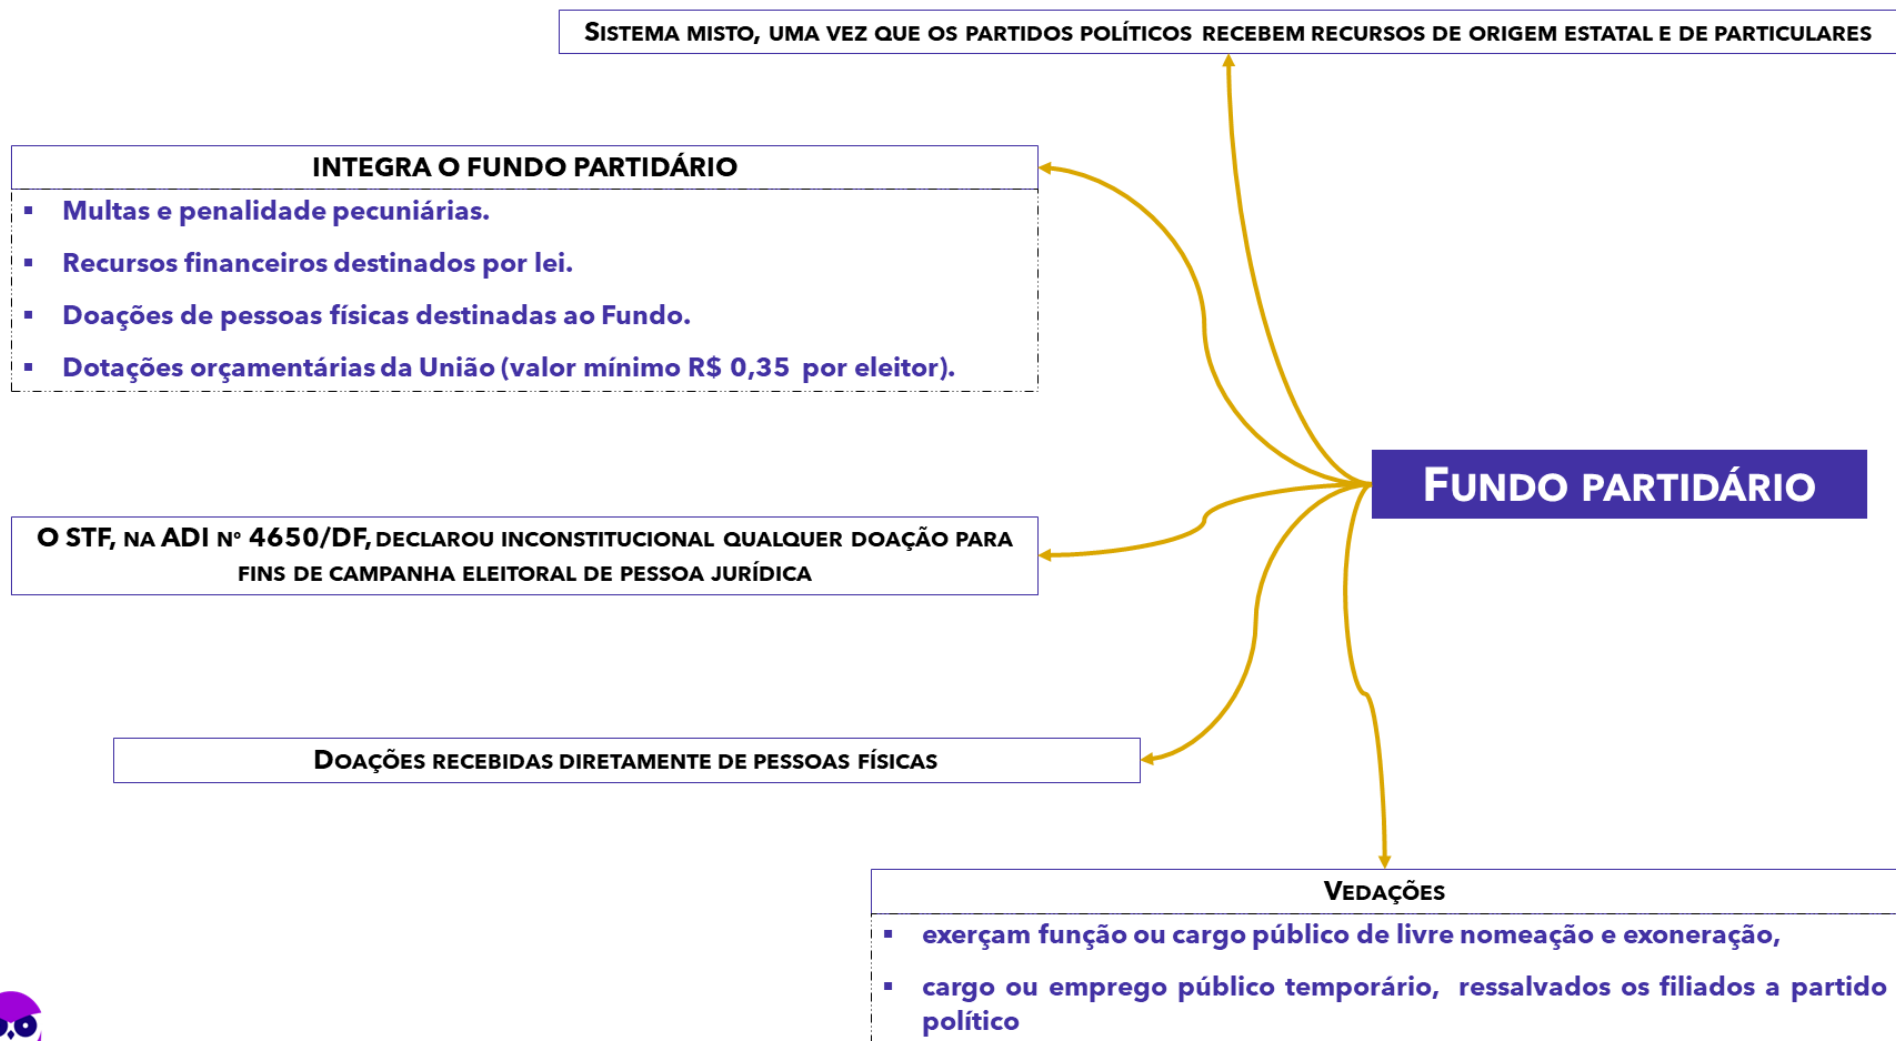 SISTEMA MISTO, UMA VEZ QUE OS PARTIDOS POLÍTICOS RECEBEM RECURSOS DE ORIGEM ESTATAL E DE PARTICULARES
INTEGRA O FUNDO PARTIDÁRIO
▪ Multas e penalidade pecuniárias.
▪ Recursos financeiros destinados por lei.
▪ Doações de pessoas físicas destinadas ao Fundo.
▪ Dotações orçamentárias da União (valor mínimo R$ 0,35 por eleitor).
FUNDO PARTIDÁRIO
O STF, NA ADI Nº 4650/DF, DECLAROU INCONSTITUCIONAL QUALQUER DOAÇÃO PARA
FINS DE CAMPANHA ELEITORAL DE PESSOA JURÍDICA
DOAÇÕES RECEBIDAS DIRETAMENTE DE PESSOAS FÍSICAS
VEDAÇÕES
▪ exerçam função ou cargo público de livre nomeação e exoneração,
▪ cargo ou emprego público temporário, ressalvados os filiados a partido
político